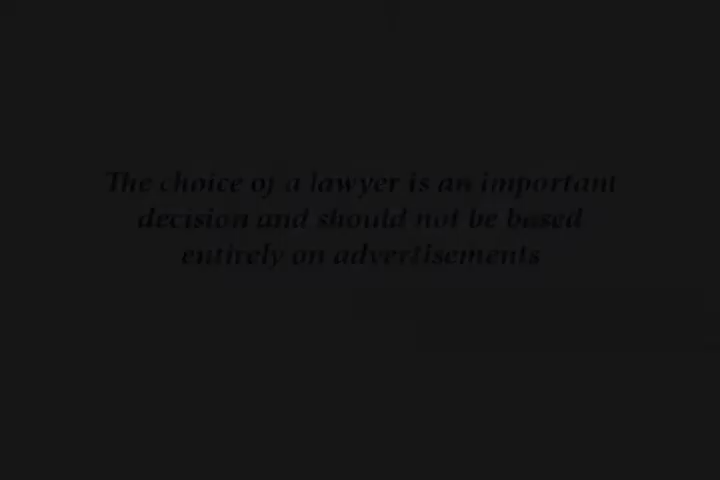 The choice of a lawyer is an important
decision and should not be based
entirely on advertisements